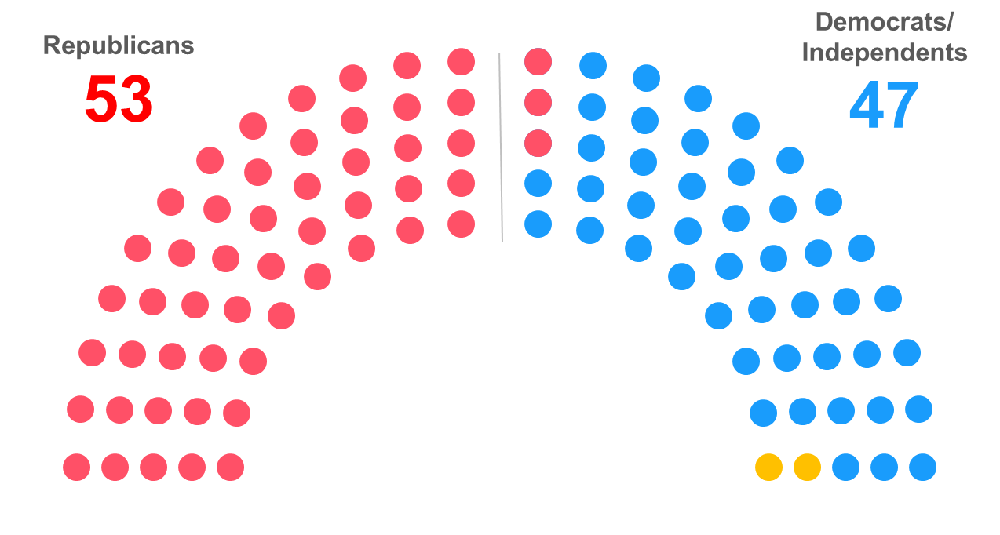 Republicans
53
Democrats/
Independents
47